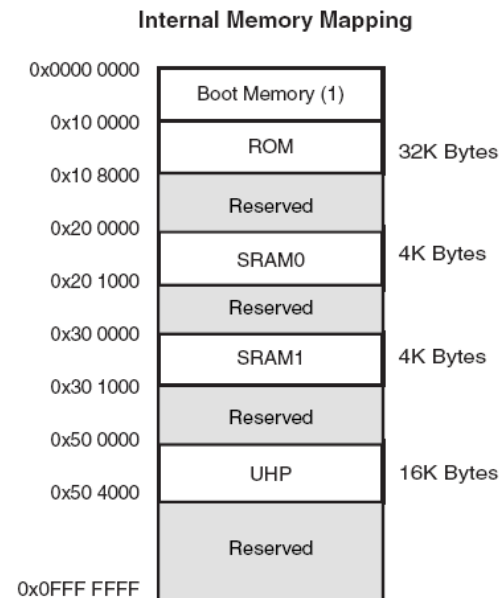 Internal Memory Mapping
0x0000 0000
Boot Memory (1)
0x10 0000
ROM
32K Bytes
0x10 8000
Reserved
0x20 0000
SRAM0
4K Bytes
0x20 1000
Reserved
0x30 0000
SRAM1
4K Bytes
0x30 1000
Reserved
0x50 0000
UHP
16K Bytes
0x50 4000
Reserved
0x0FFF FFFF